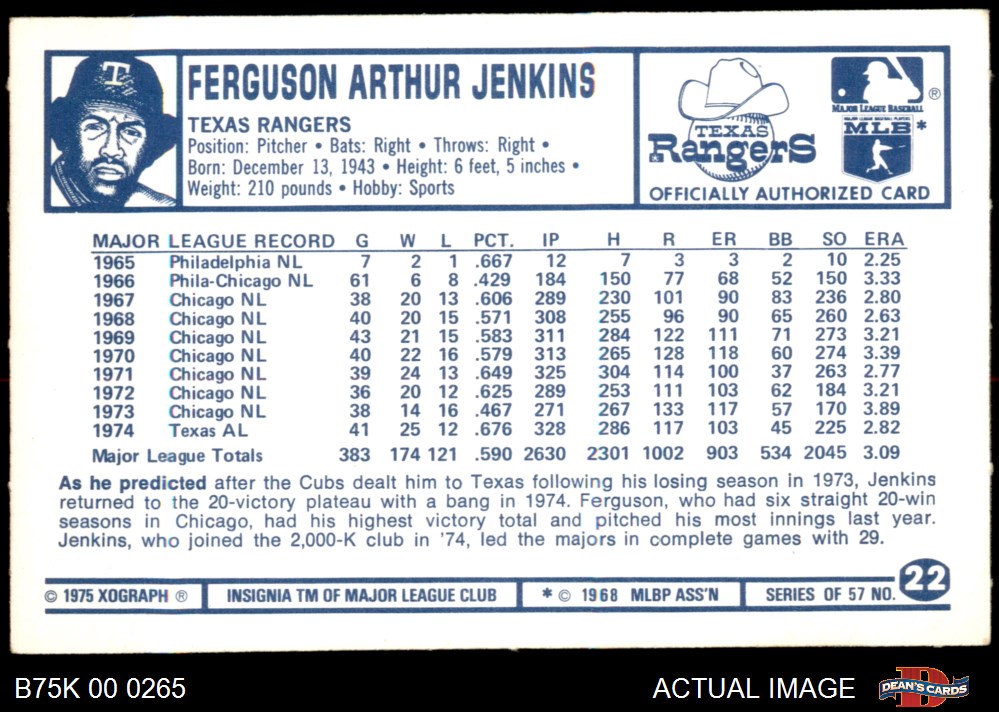 T
FERGUSON ARTHUR JENKINS
TEXAS RANGERS
Position: Pitcher • Bats: Right • Throws: Right •
Born: December 13, 1943 • Height: 6 feet, 5 inches •
Weight: 210 pounds • Hobby: Sports
TEXAS
Rangers
MAJOR LEAGUE BASEBALL ®
MAJOR LEAGUE BASEBALL PLAYERS
MLB *
OFFICIALLY AUTHORIZED CARD
MAJOR LEAGUE RECORD G W L PCT. IP H R ER BB SO ERA
1965 Philadelphia NL 7 2 1 .667 12 7 3 3 2 10 2.25
1966 Phila-Chicago NL 61 6 8 .429 184 150 77 68 52 150 3.33
1967 Chicago NL 38 20 13 .606 289 230 101 90 83 236 2.80
1968 Chicago NL 40 20 15 .571 308 255 96 90 65 260 2.63
1969 Chicago NL 43 21 15 .583 311 284 122 111 71 273 3.21
1970 Chicago NL 40 22 16 .579 313 265 128 118 60 274 3.39
1971 Chicago NL 39 24 13 .649 325 304 114 100 37 263 2.77
1972 Chicago NL 36 20 12 .625 289 253 111 103 62 184 3.21
1973 Chicago NL 38 14 16 .467 271 267 133 117 57 170 3.89
1974 Texas AL 41 25 12 .676 328 286 117 103 45 225 2.82
Major League Totals 383 174 121 .590 2630 2301 1002 903 534 2045 3.09
As he predicted after the Cubs dealt him to Texas following his losing season in 1973, Jenkins
returned to the 20-victory plateau with a bang in 1974. Ferguson, who had six straight 20-win
seasons in Chicago, had his highest victory total and pitched his most innings last year.
Jenkins, who joined the 2,000-K club in '74, led the majors in complete games with 29.
© 1975 XOGRAPH ® INSIGNIA TM OF MAJOR LEAGUE CLUB * © 1968 MLBP ASS'N SERIES OF 57 NO. 22
B75K 00 0265 ACTUAL IMAGE DEAN'S CARDS